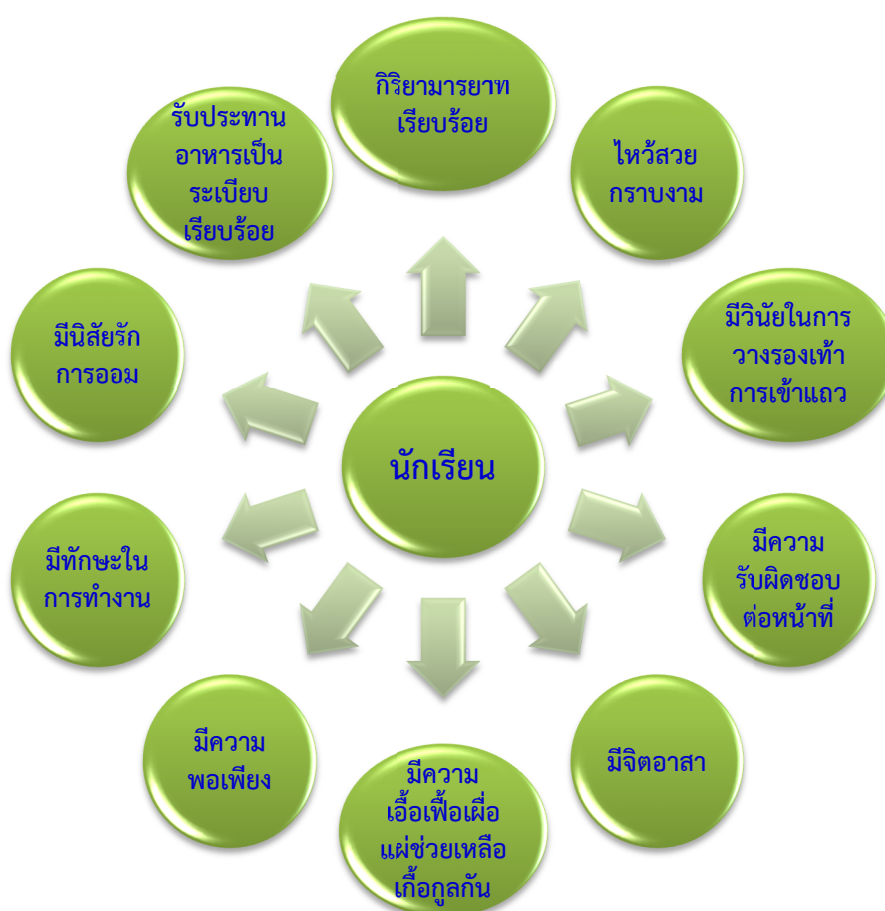 กิริยามารยาท
เรียบร้อย
ไหว้สวย
กราบงาม
มีวินัยในการ
วางรองเท้า
การเข้าแถว
มีความ
รับผิดชอบ
ต่อหน้าที่
มีจิตอาสา
มีความ
เอื้อเฟื้อเผื่อ
แผ่ช่วยเหลือ
เกื้อกูลกัน
มีความ
พอเพียง
มีทักษะใน
การทำงาน
มีนิสัยรัก
การออม
รับประทาน
อาหารเป็น
ระเบียบ
เรียบร้อย
นักเรียน